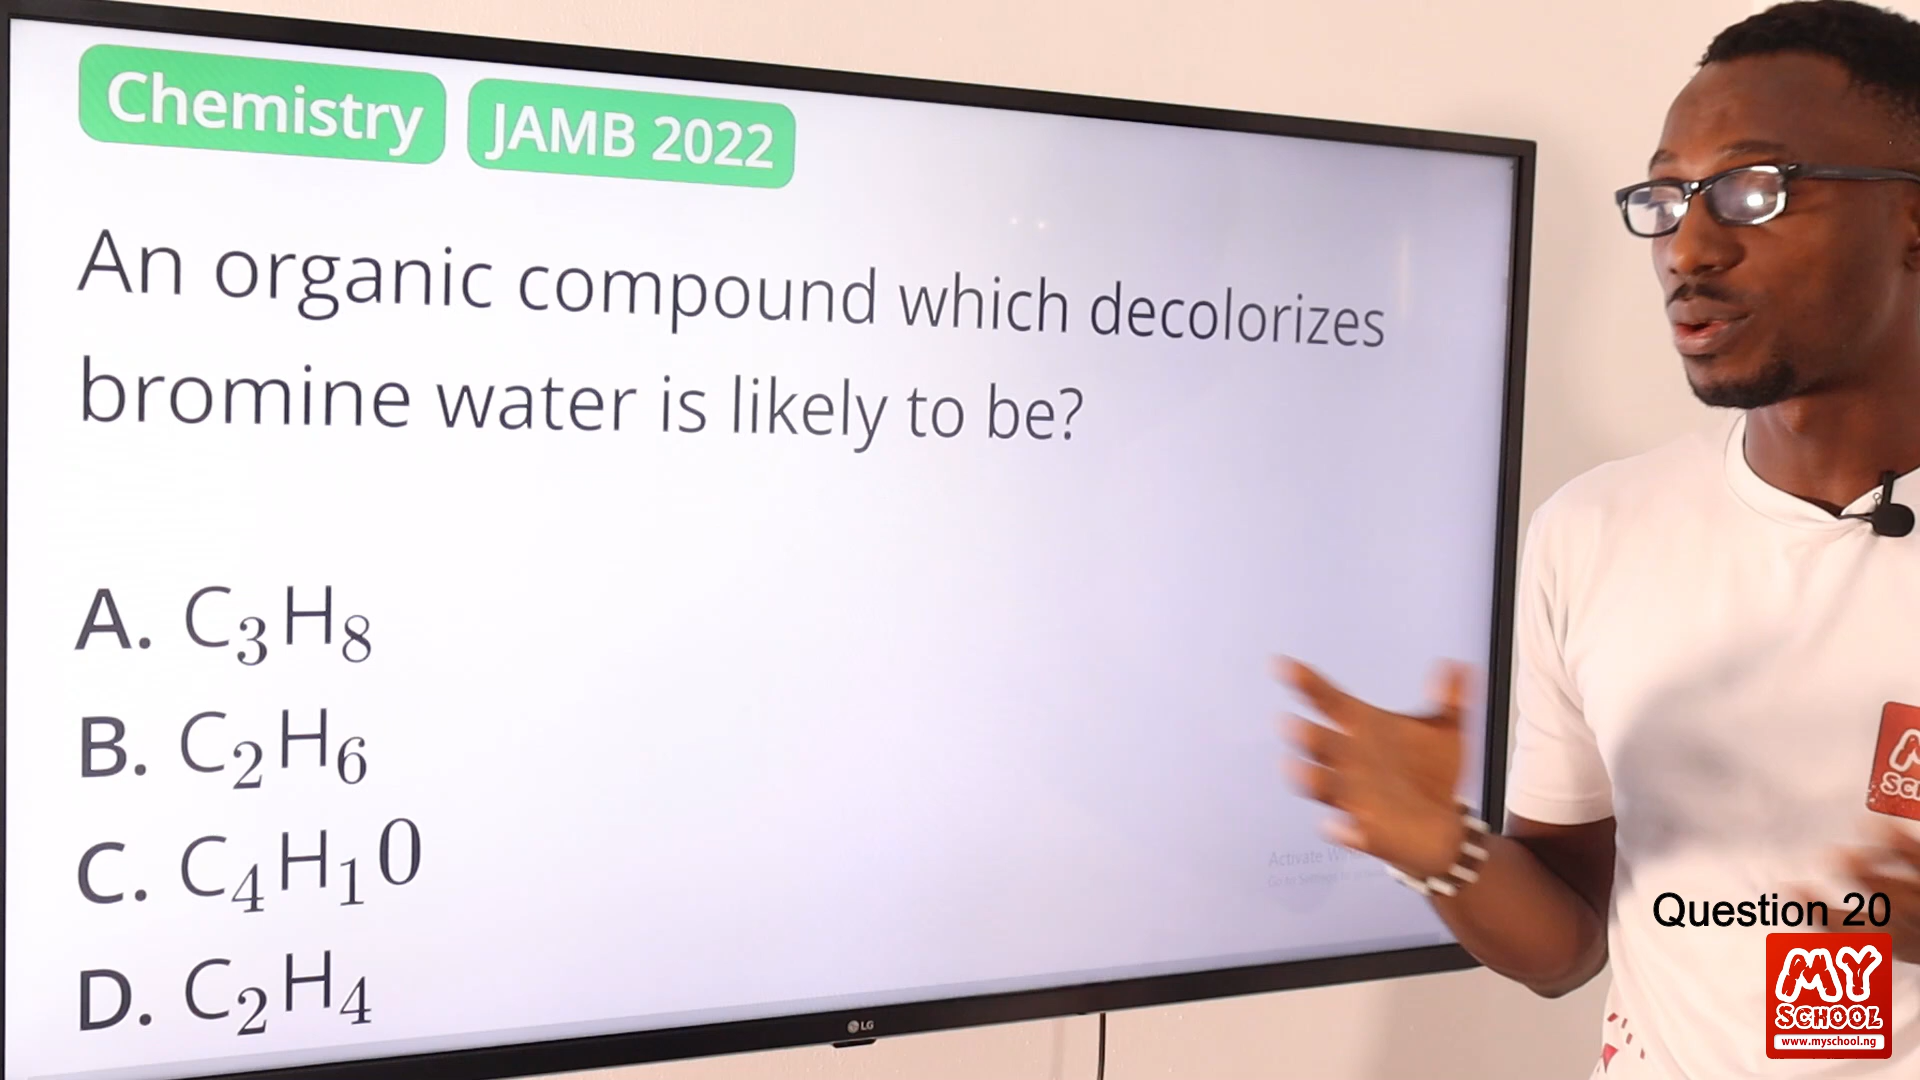 Chemistry JAMB 2022
An organic compound which decolorizes
bromine water is likely to be?
A. C₃H₈
B. C₂H₆
C. C₄H₁0
D. C₂H₄
LG
Question 20
MY
SCHOOL
www.myschool.ng